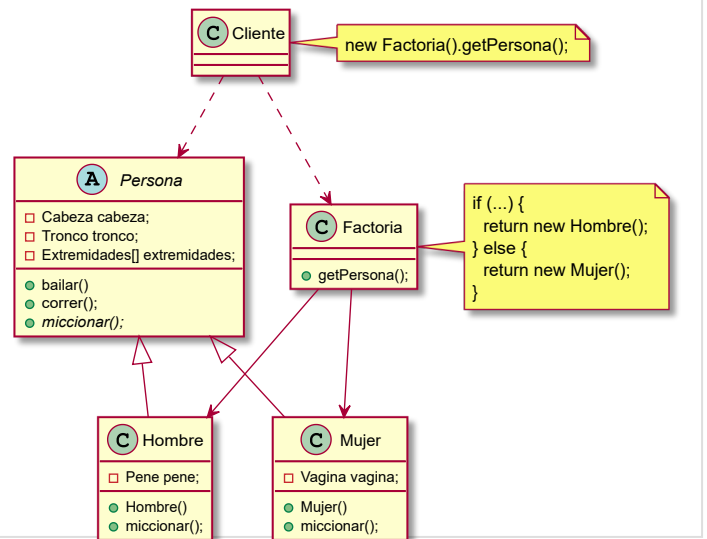 C Cliente
new Factoria().getPersona();
A Persona
Cabeza cabeza;
Tronco tronco;
Extremidades[] extremidades;
bailar()
correr();
miccionar();
C Factoria
getPersona();
if (...) {
return new Hombre();
} else {
return new Mujer();
}
C Hombre
Pene pene;
Hombre()
miccionar();
C Mujer
Vagina vagina;
Mujer()
miccionar();